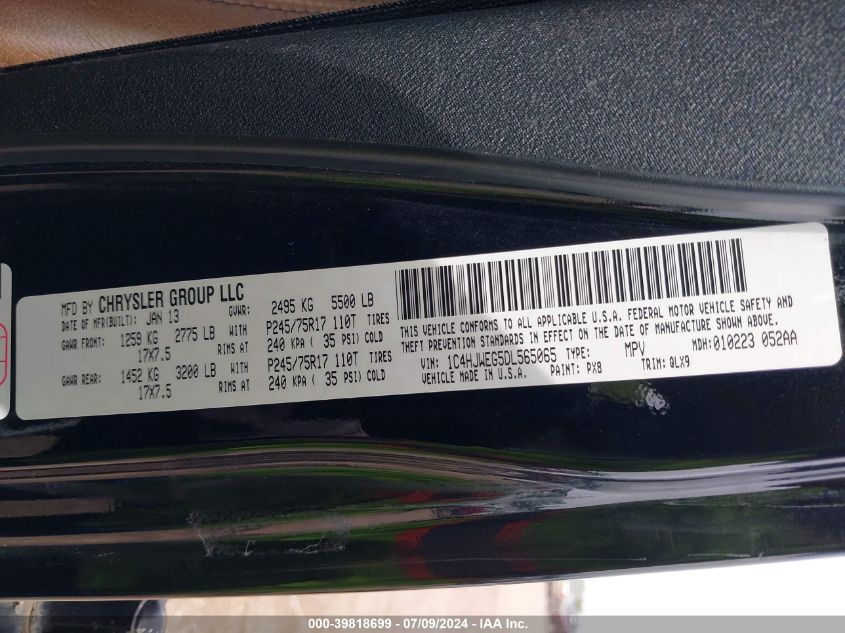 MFD BY CHRYSLER GROUP LLC
DATE OF MFR(BUILT): JAN 13 GVWR: 2495 KG 5500 LB
GAWR FRONT: 1259 KG 2775 LB WITH P245/75R17 110T TIRES
17X7.5 RIMS AT 240 KPA ( 35 PSI) COLD
GAWR REAR: 1452 KG 3200 LB WITH P245/75R17 110T TIRES
17X7.5 RIMS AT 240 KPA ( 35 PSI) COLD
THIS VEHICLE CONFORMS TO ALL APPLICABLE U.S.A. FEDERAL MOTOR VEHICLE SAFETY AND
THEFT PREVENTION STANDARDS IN EFFECT ON THE DATE OF MANUFACTURE SHOWN ABOVE.
VIN: 1C4HJWEG5DL565065 TYPE: MPV MDH: 010223 052AA
VEHICLE MADE IN U.S.A. PAINT: PX8 TRIM: QLX9
000-39818699 - 07/09/2024 - IAA Inc.